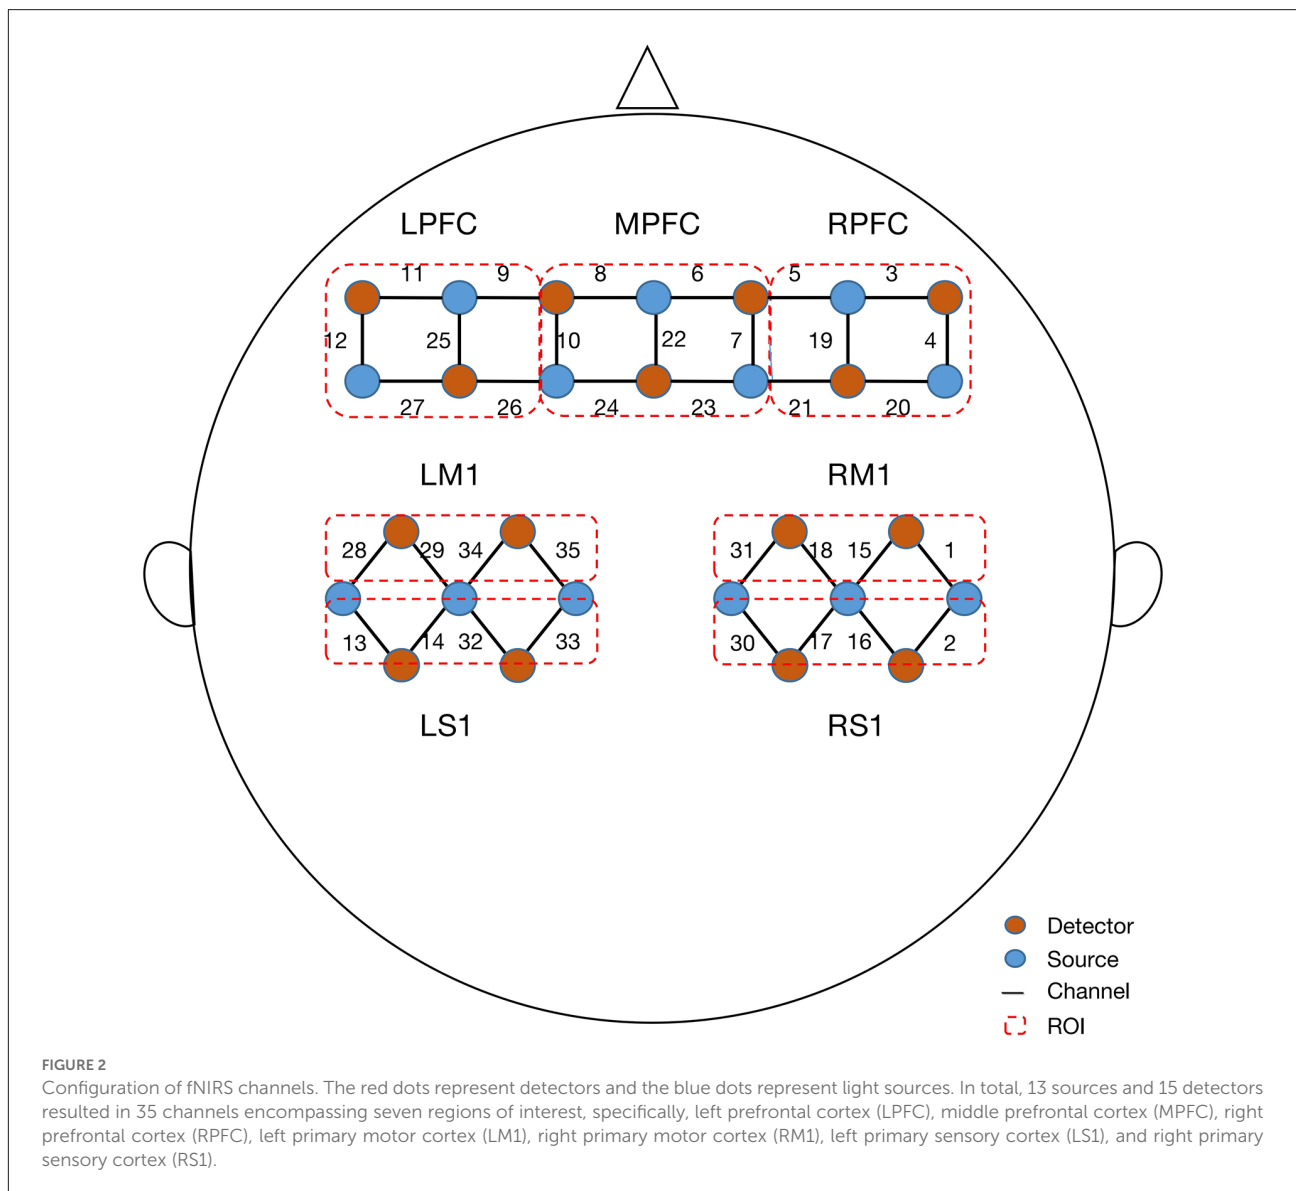 LPFC MPFC RPFC
11 9 8 6 5 3
12 25 10 22 7 19 4
27 26 24 23 21 20
LM1 RM1
28 29 34 35 31 18 15 1
13 14 32 33 30 17 16 2
LS1 RS1
Detector
Source
Channel
ROI
FIGURE 2
Configuration of fNIRS channels. The red dots represent detectors and the blue dots represent light sources. In total, 13 sources and 15 detectors
resulted in 35 channels encompassing seven regions of interest, specifically, left prefrontal cortex (LPFC), middle prefrontal cortex (MPFC), right
prefrontal cortex (RPFC), left primary motor cortex (LM1), right primary motor cortex (RM1), left primary sensory cortex (LS1), and right primary
sensory cortex (RS1).